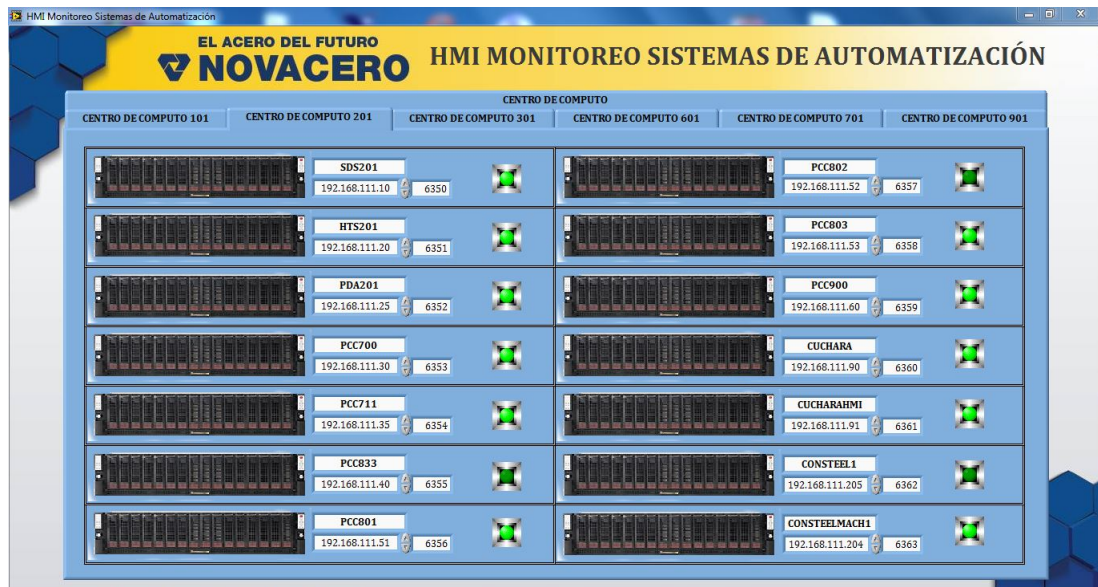 HMI Monitoreo Sistemas de Automatización
EL ACERO DEL FUTURO
NOVACERO
HMI MONITOREO SISTEMAS DE AUTOMATIZACIÓN
CENTRO DE COMPUTO
CENTRO DE COMPUTO 101 CENTRO DE COMPUTO 201 CENTRO DE COMPUTO 301 CENTRO DE COMPUTO 601 CENTRO DE COMPUTO 701 CENTRO DE COMPUTO 901
SDS201
192.168.111.10 6350
PCC802
192.168.111.52 6357
HTS201
192.168.111.20 6351
PCC803
192.168.111.53 6358
PDA201
192.168.111.25 6352
PCC900
192.168.111.60 6359
PCC700
192.168.111.30 6353
CUCHARA
192.168.111.90 6360
PCC711
192.168.111.35 6354
CUCHARAHMI
192.168.111.91 6361
PCC833
192.168.111.40 6355
CONSTEEL1
192.168.111.205 6362
PCC801
192.168.111.51 6356
CONSTEELMACH1
192.168.111.204 6363